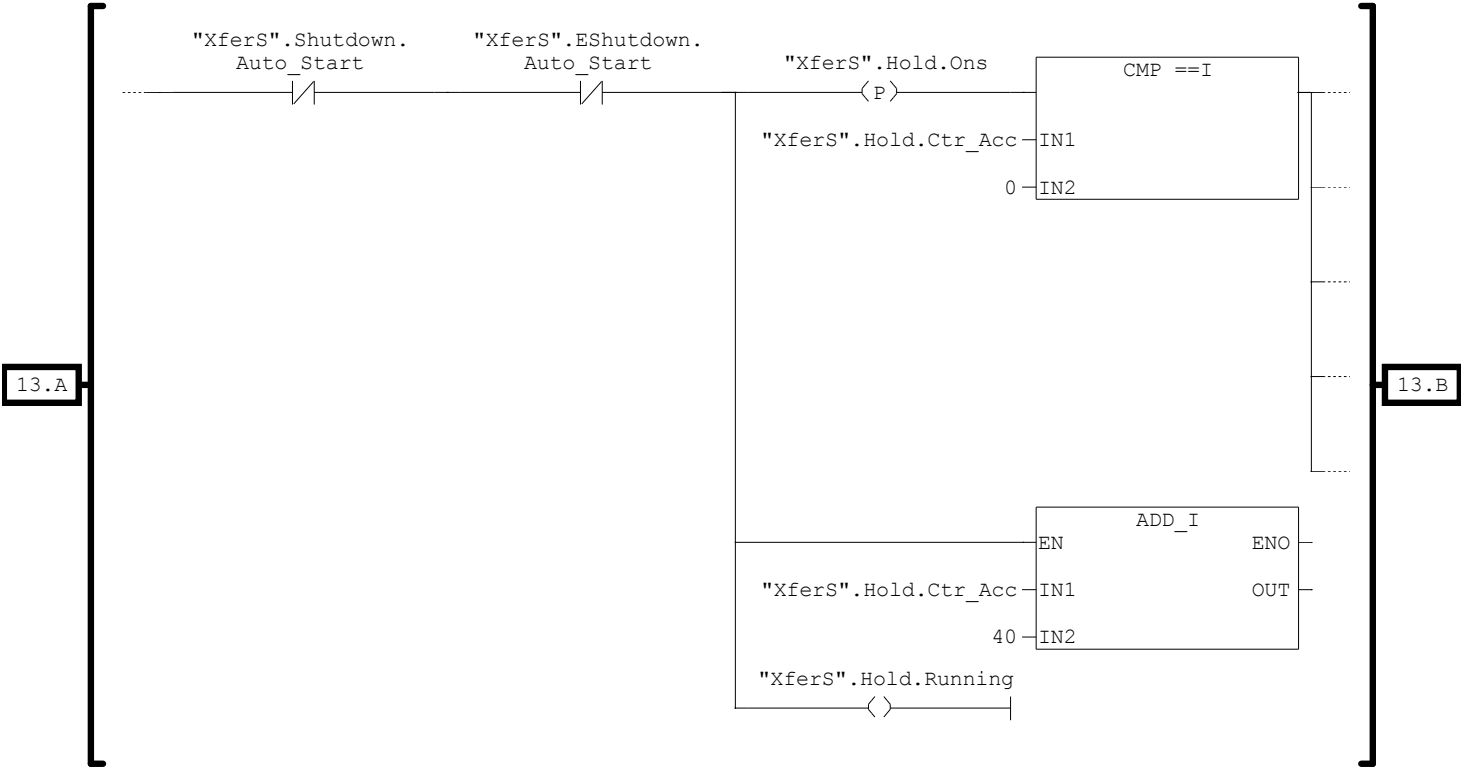 "XferS".Shutdown.
Auto_Start
"XferS".EShutdown.
Auto_Start
"XferS".Hold.Ons
P
CMP ==I
"XferS".Hold.Ctr_Acc
IN1
0
IN2
13.A
13.B
ADD_I
EN
ENO
"XferS".Hold.Ctr_Acc
IN1
OUT
40
IN2
"XferS".Hold.Running